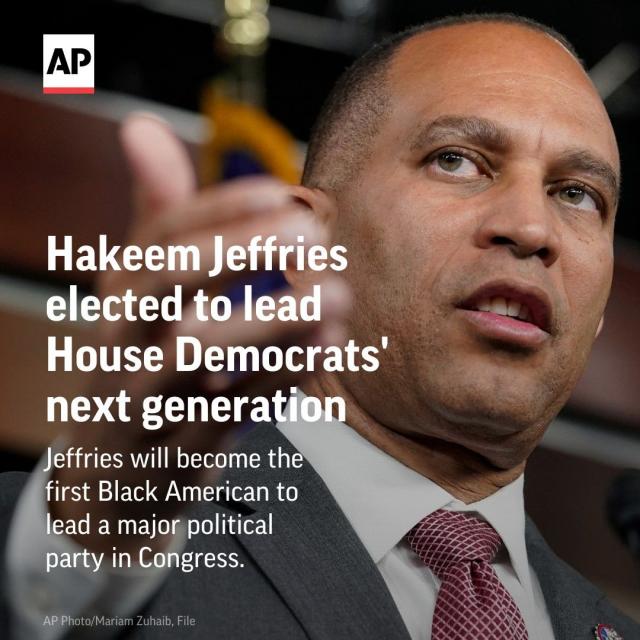 AP
Hakeem Jeffries
elected to lead
House Democrats'
next generation
Jeffries will become the
first Black American to
lead a major political
party in Congress.
AP Photo/Mariam Zuhaib, File